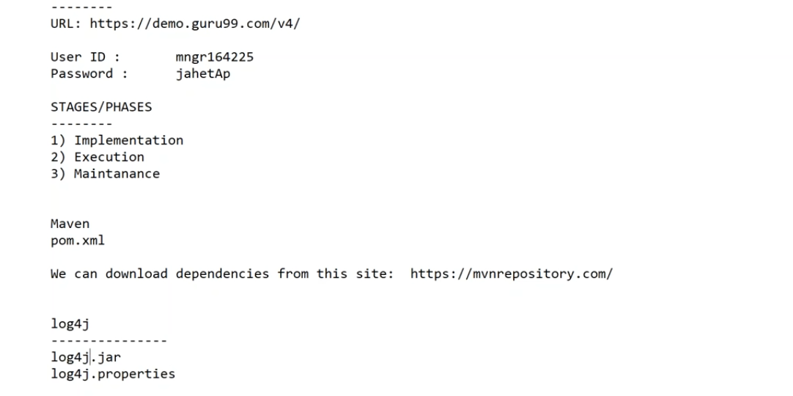 --------
URL: https://demo.guru99.com/v4/
User ID :       mngr164225
Password :      jahetAp
STAGES/PHASES
--------
1) Implementation
2) Execution
3) Maintanance
Maven
pom.xml
We can download dependencies from this site:  https://mvnrepository.com/
log4j
---------------
log4j.jar
log4j.properties